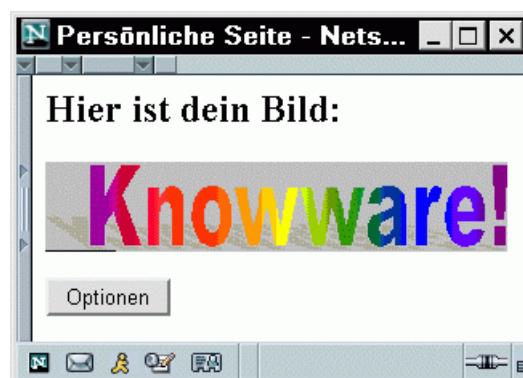 Persönliche Seite - Nets...
Hier ist dein Bild:
Knowware!
Optionen